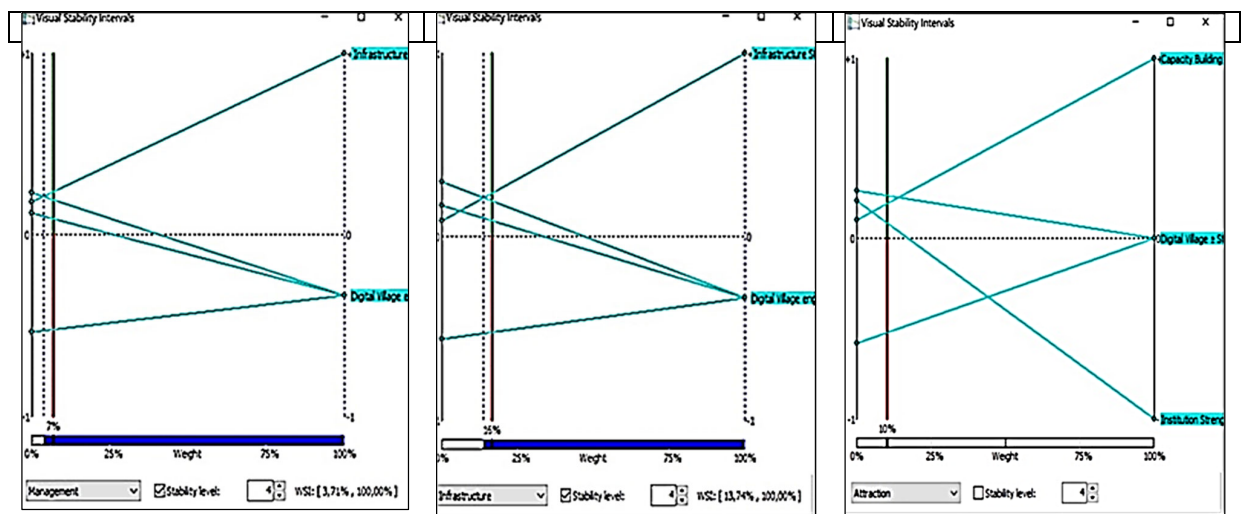 Visual Stability Intervals
+1
Infrastructure
0
0
Digital Village e
-1
-1
7%
0%
25%
Weight
75%
100%
Management
Stability level:
4
WSI: [ 3,71% , 100,00% ]
Visual Stability Intervals
Infrastructure St
0
Digital Village eng
-1
16%
0%
25%
Weight
75%
100%
Infrastructure
Stability level:
4
WSI: [ 13,74% , 100,00% ]
Visual Stability Intervals
+1
Capacity Building
0
Digital Village e St
-1
Institution Streng
10%
0%
25%
Weight
75%
100%
Attraction
Stability level:
4